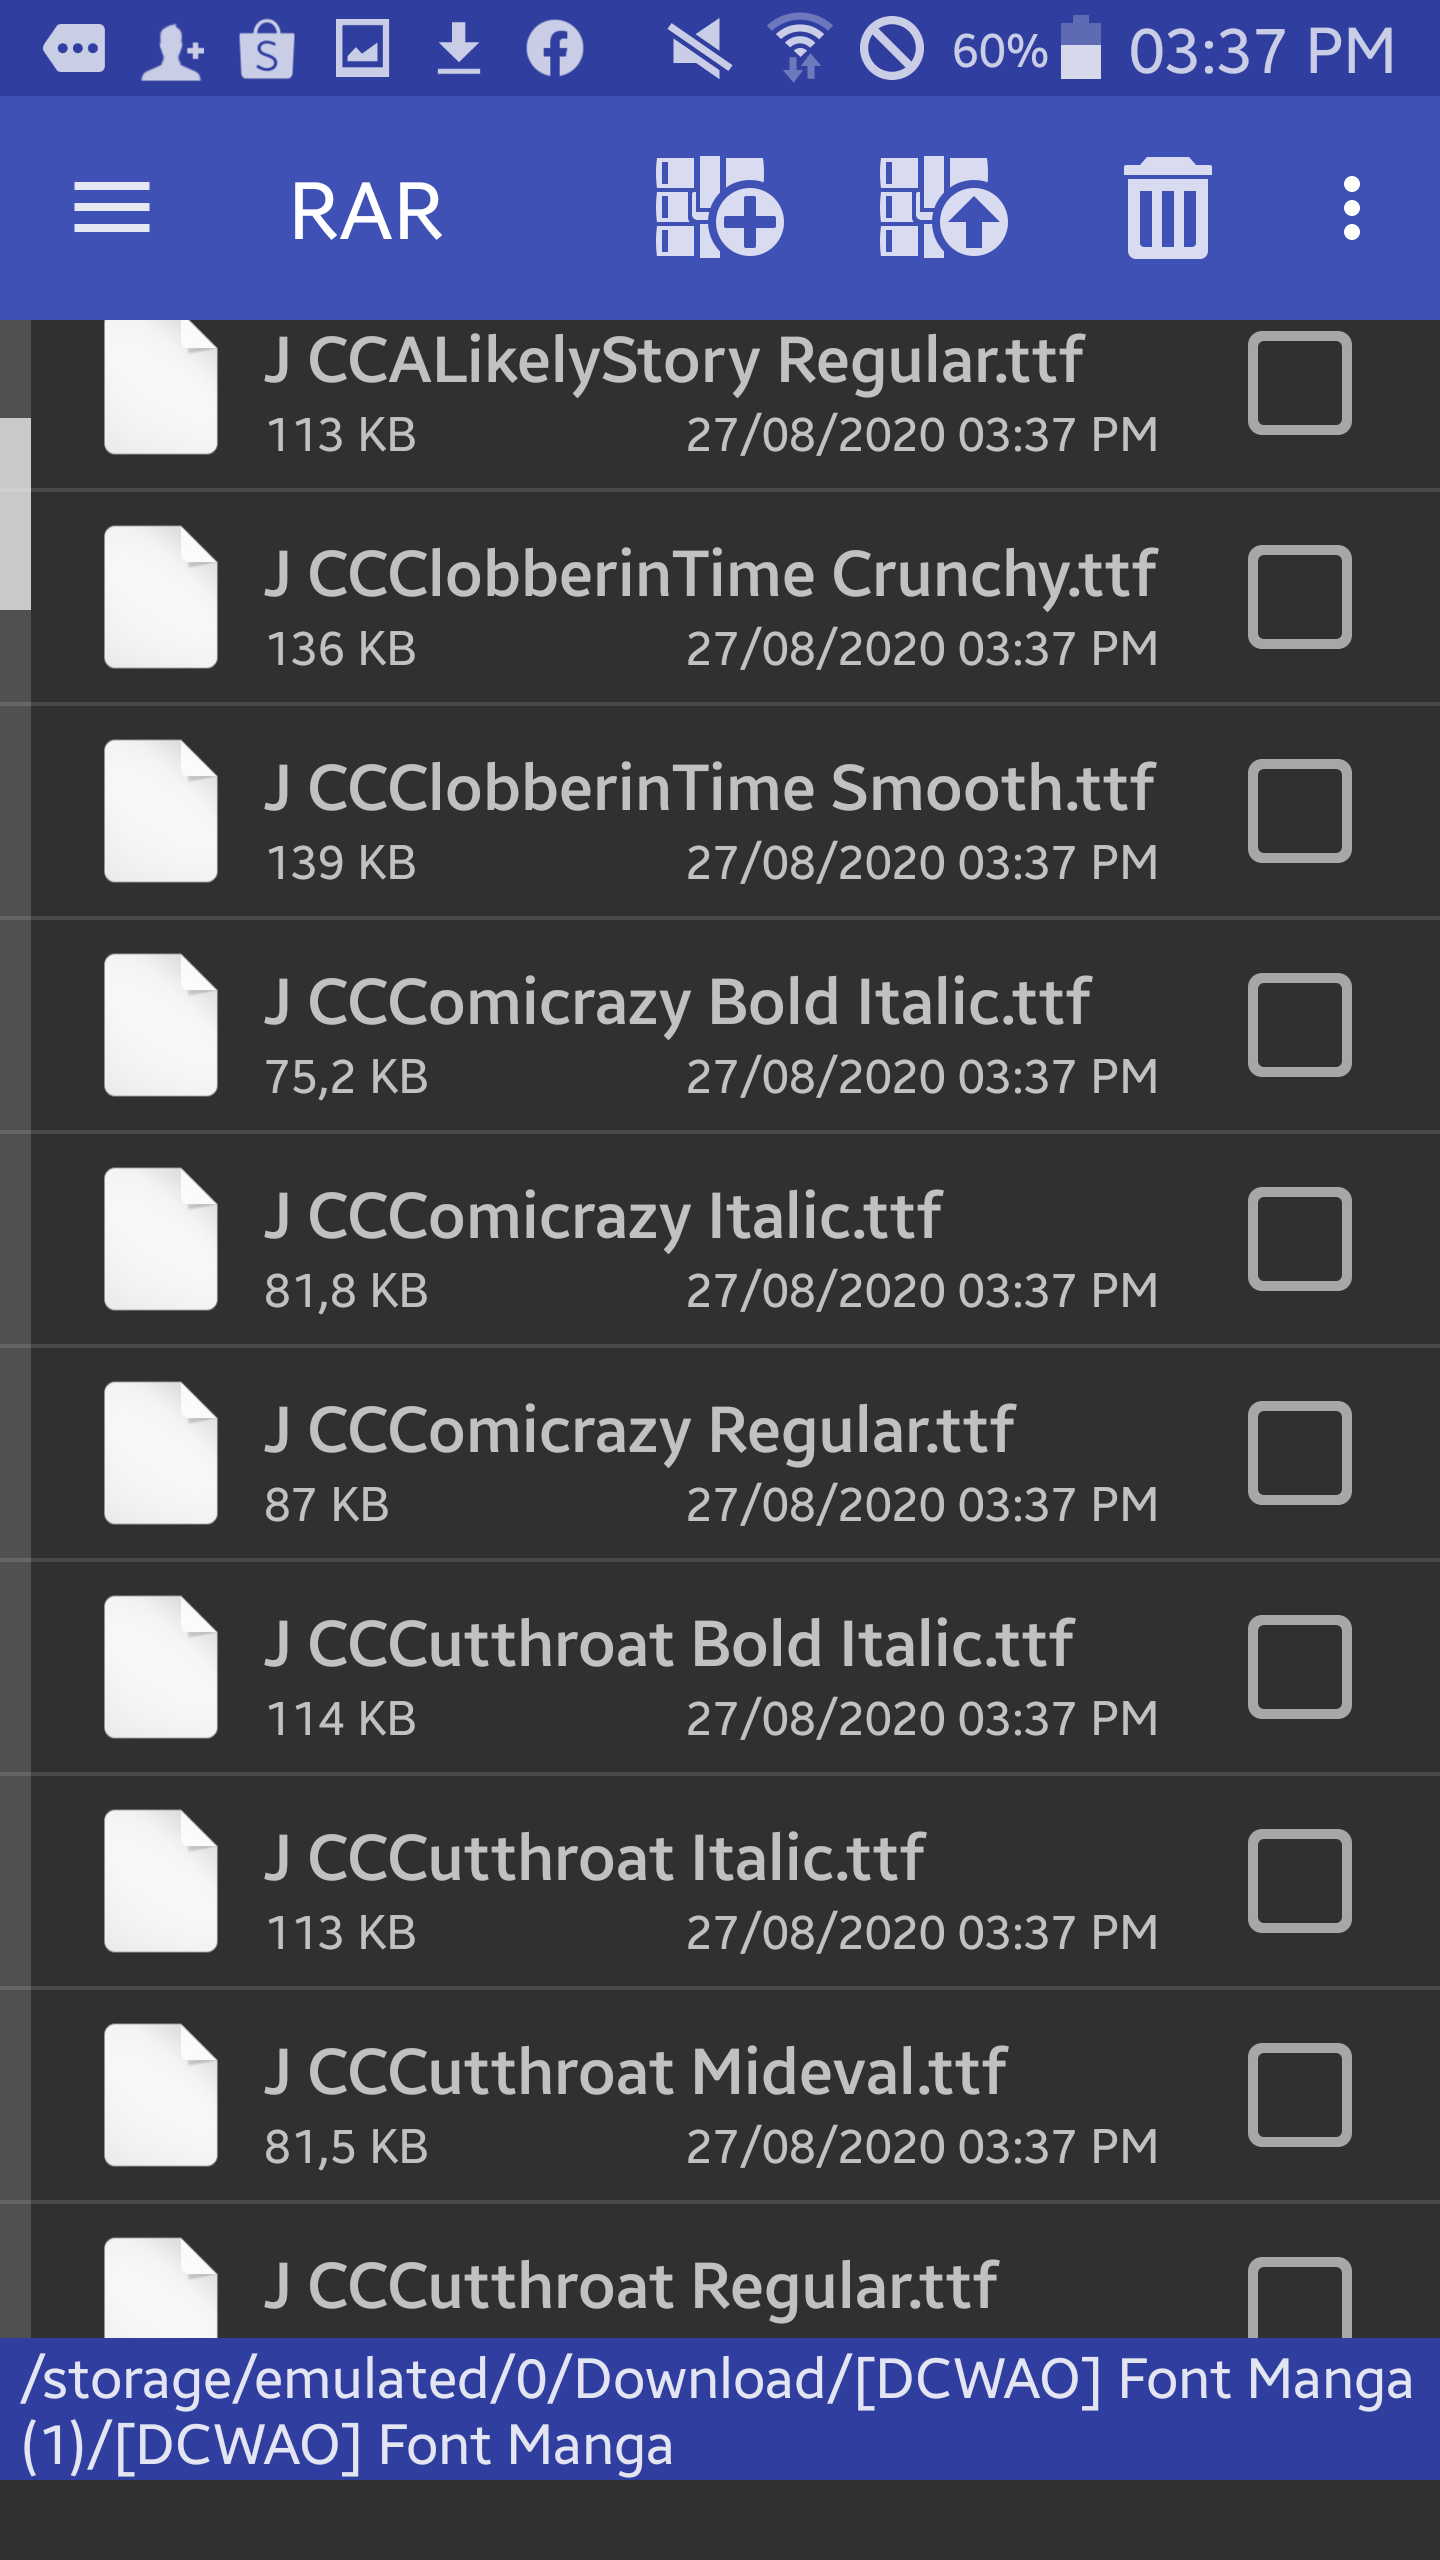 60% 03:37 PM
RAR
J CCALikelyStory Regular.ttf
113 KB 27/08/2020 03:37 PM
J CCClobberinTime Crunchy.ttf
136 KB 27/08/2020 03:37 PM
J CCClobberinTime Smooth.ttf
139 KB 27/08/2020 03:37 PM
J CCComicrazy Bold Italic.ttf
75,2 KB 27/08/2020 03:37 PM
J CCComicrazy Italic.ttf
81,8 KB 27/08/2020 03:37 PM
J CCComicrazy Regular.ttf
87 KB 27/08/2020 03:37 PM
J CCCutthroat Bold Italic.ttf
114 KB 27/08/2020 03:37 PM
J CCCutthroat Italic.ttf
113 KB 27/08/2020 03:37 PM
J CCCutthroat Mideval.ttf
81,5 KB 27/08/2020 03:37 PM
J CCCutthroat Regular.ttf
/storage/emulated/0/Download/[DCWAO] Font Manga
(1)/[DCWAO] Font Manga